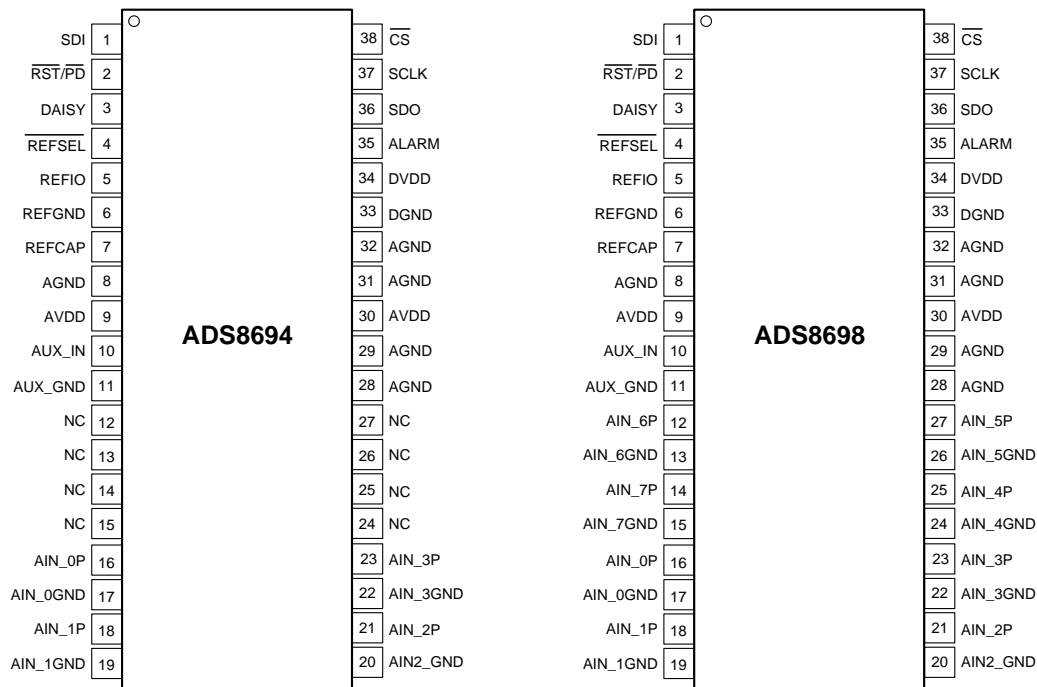 SDI 1 38 CS SDI 1 38 CS
RST/PD 2 37 SCLK RST/PD 2 37 SCLK
DAISY 3 36 SDO DAISY 3 36 SDO
REFSEL 4 35 ALARM REFSEL 4 35 ALARM
REFIO 5 34 DVDD REFIO 5 34 DVDD
REFGND 6 33 DGND REFGND 6 33 DGND
REFCAP 7 32 AGND REFCAP 7 32 AGND
AGND 8 31 AGND AGND 8 31 AGND
AVDD 9 30 AVDD AVDD 9 30 AVDD
ADS8694 ADS8698
AUX_IN 10 29 AGND AUX_IN 10 29 AGND
AUX_GND 11 28 AGND AUX_GND 11 28 AGND
NC 12 27 NC AIN_6P 12 27 AIN_5P
NC 13 26 NC AIN_6GND 13 26 AIN_5GND
NC 14 25 NC AIN_7P 14 25 AIN_4P
NC 15 24 NC AIN_7GND 15 24 AIN_4GND
AIN_0P 16 23 AIN_3P AIN_0P 16 23 AIN_3P
AIN_0GND 17 22 AIN_3GND AIN_0GND 17 22 AIN_3GND
AIN_1P 18 21 AIN_2P AIN_1P 18 21 AIN_2P
AIN_1GND 19 20 AIN2_GND AIN_1GND 19 20 AIN2_GND